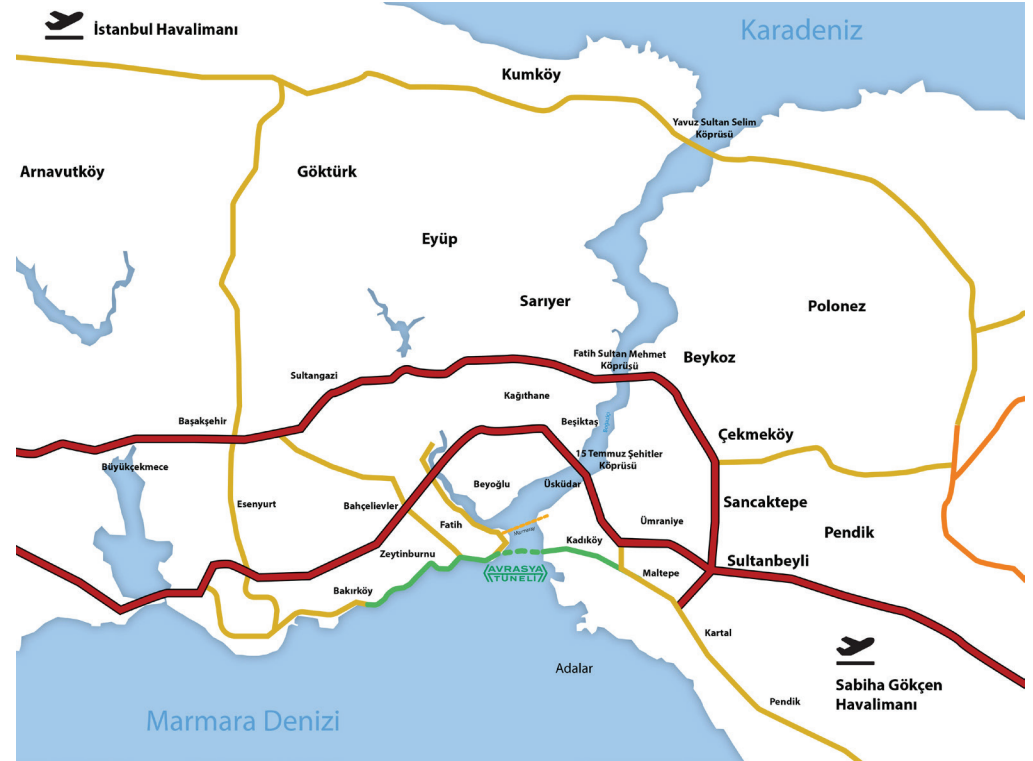 İstanbul Havalimanı
Karadeniz
Kumköy
Yavuz Sultan Selim
Köprüsü
Arnavutköy
Göktürk
Eyüp
Sarıyer
Polonez
Fatih Sultan Mehmet
Köprüsü
Beykoz
Sultangazi
Kağıthane
Başakşehir
Beşiktaş
Boğaziçi
Çekmeköy
15 Temmuz Şehitler
Köprüsü
Büyükçekmece
Beyoğlu
Üsküdar
Esenyurt
Bahçelievler
Sancaktepe
Fatih
Ümraniye
Marmaray
Pendik
Zeytinburnu
Kadıköy
Sultanbeyli
AVRASYA
TÜNELİ
Maltepe
Bakırköy
Kartal
Adalar
Sabiha Gökçen
Havalimanı
Pendik
Marmara Denizi